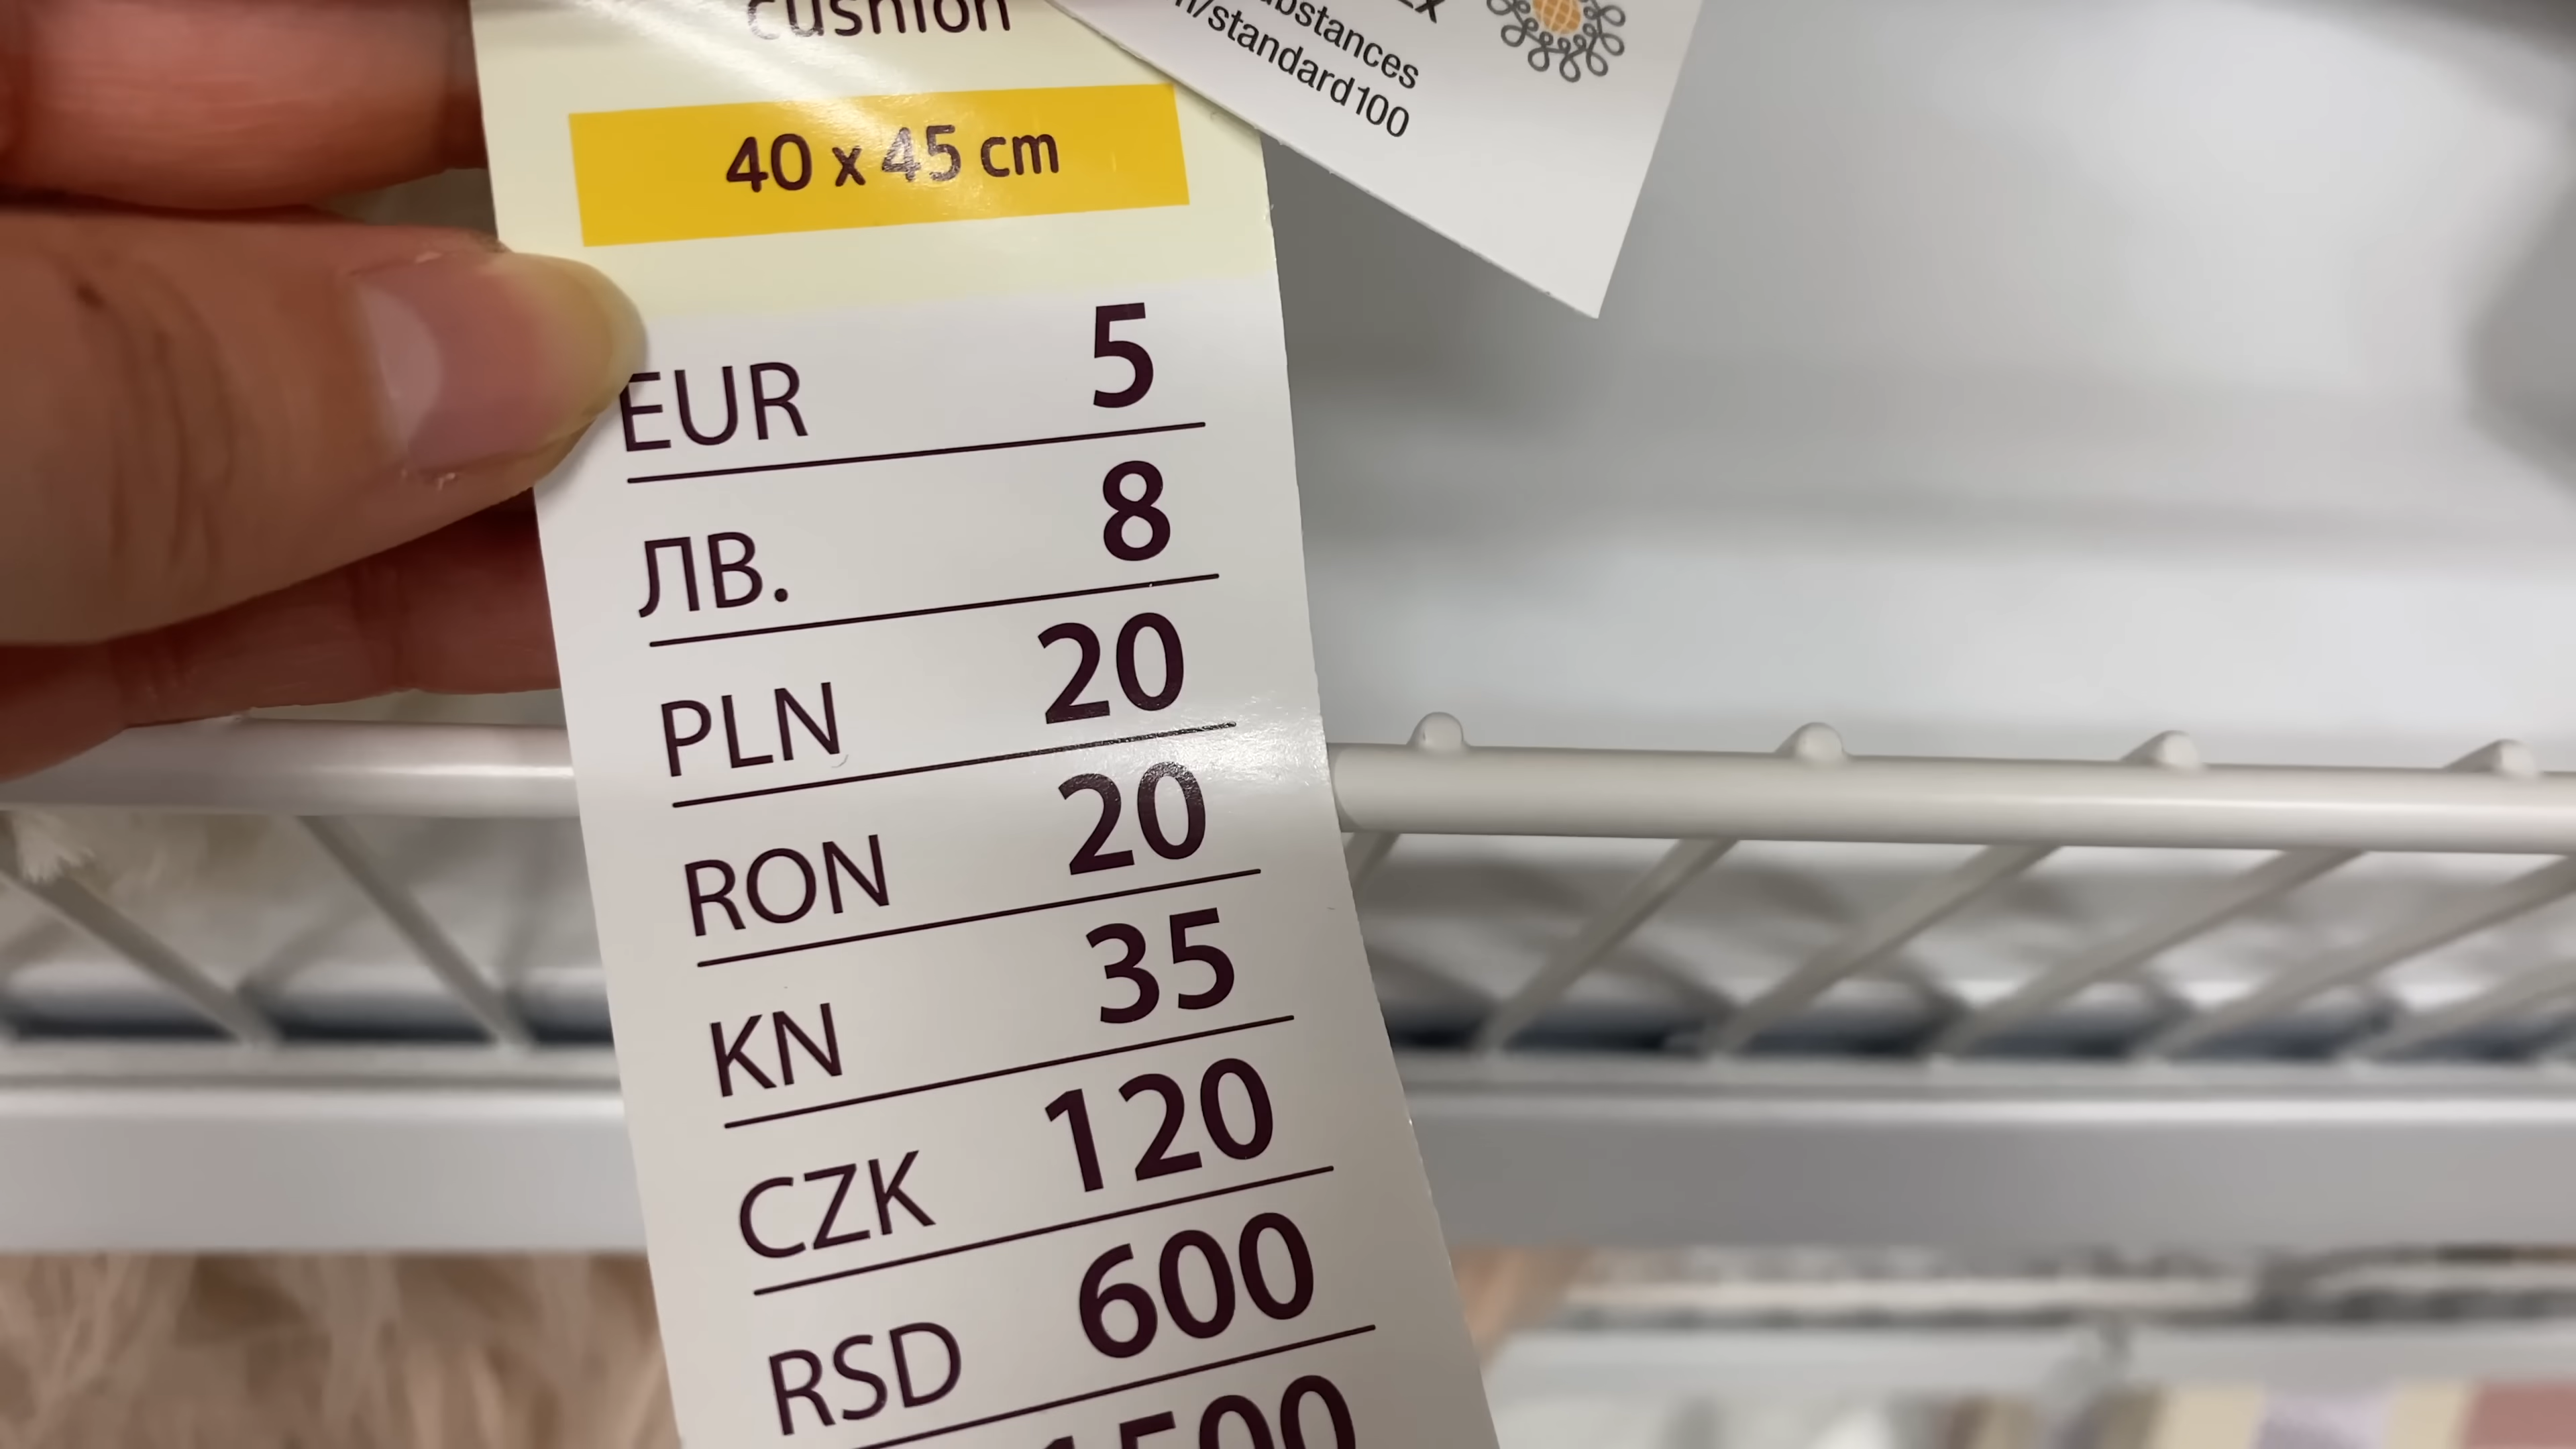 cushion
40 x 45 cm
EUR 5
ЛВ. 8
PLN 20
RON 20
KN 35
CZK 120
RSD 600
1500
/standard100